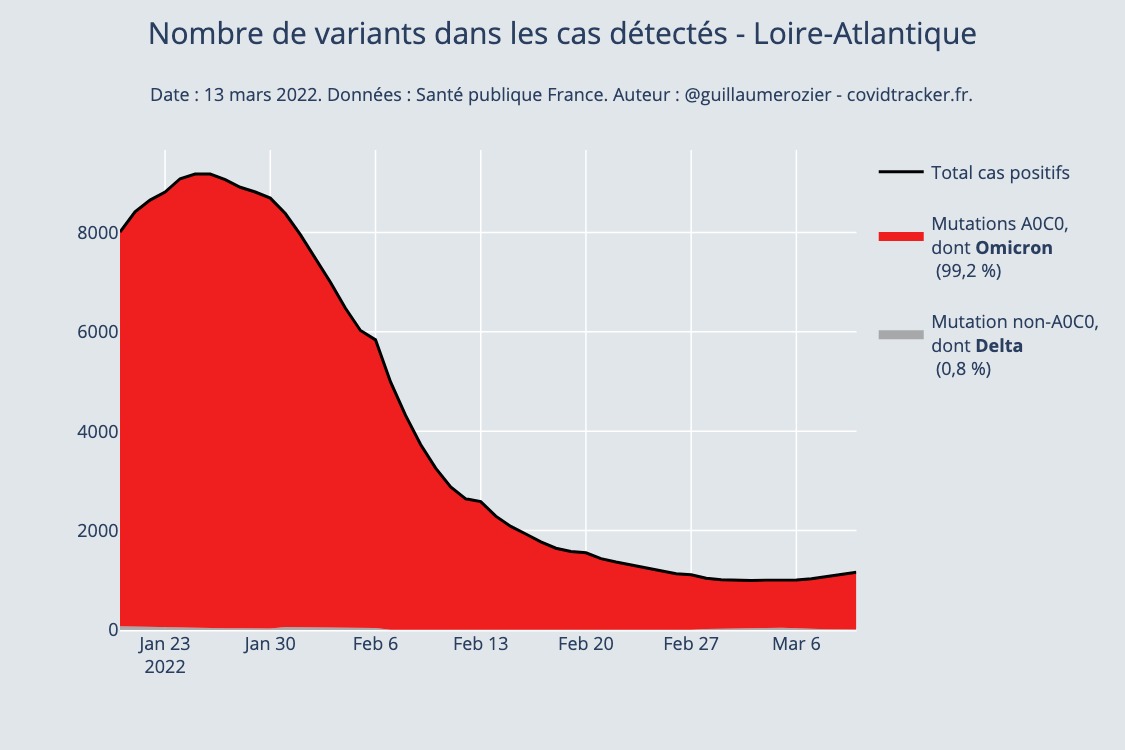 Nombre de variants dans les cas détectés - Loire-Atlantique
Date : 13 mars 2022. Données : Santé publique France. Auteur : @guillaumerozier - covidtracker.fr.
Total cas positifs
Mutations A0C0,
dont Omicron
(99,2 %)
Mutation non-A0C0,
dont Delta
(0,8 %)
8000
6000
4000
2000
0
Jan 23
2022
Jan 30
Feb 6
Feb 13
Feb 20
Feb 27
Mar 6